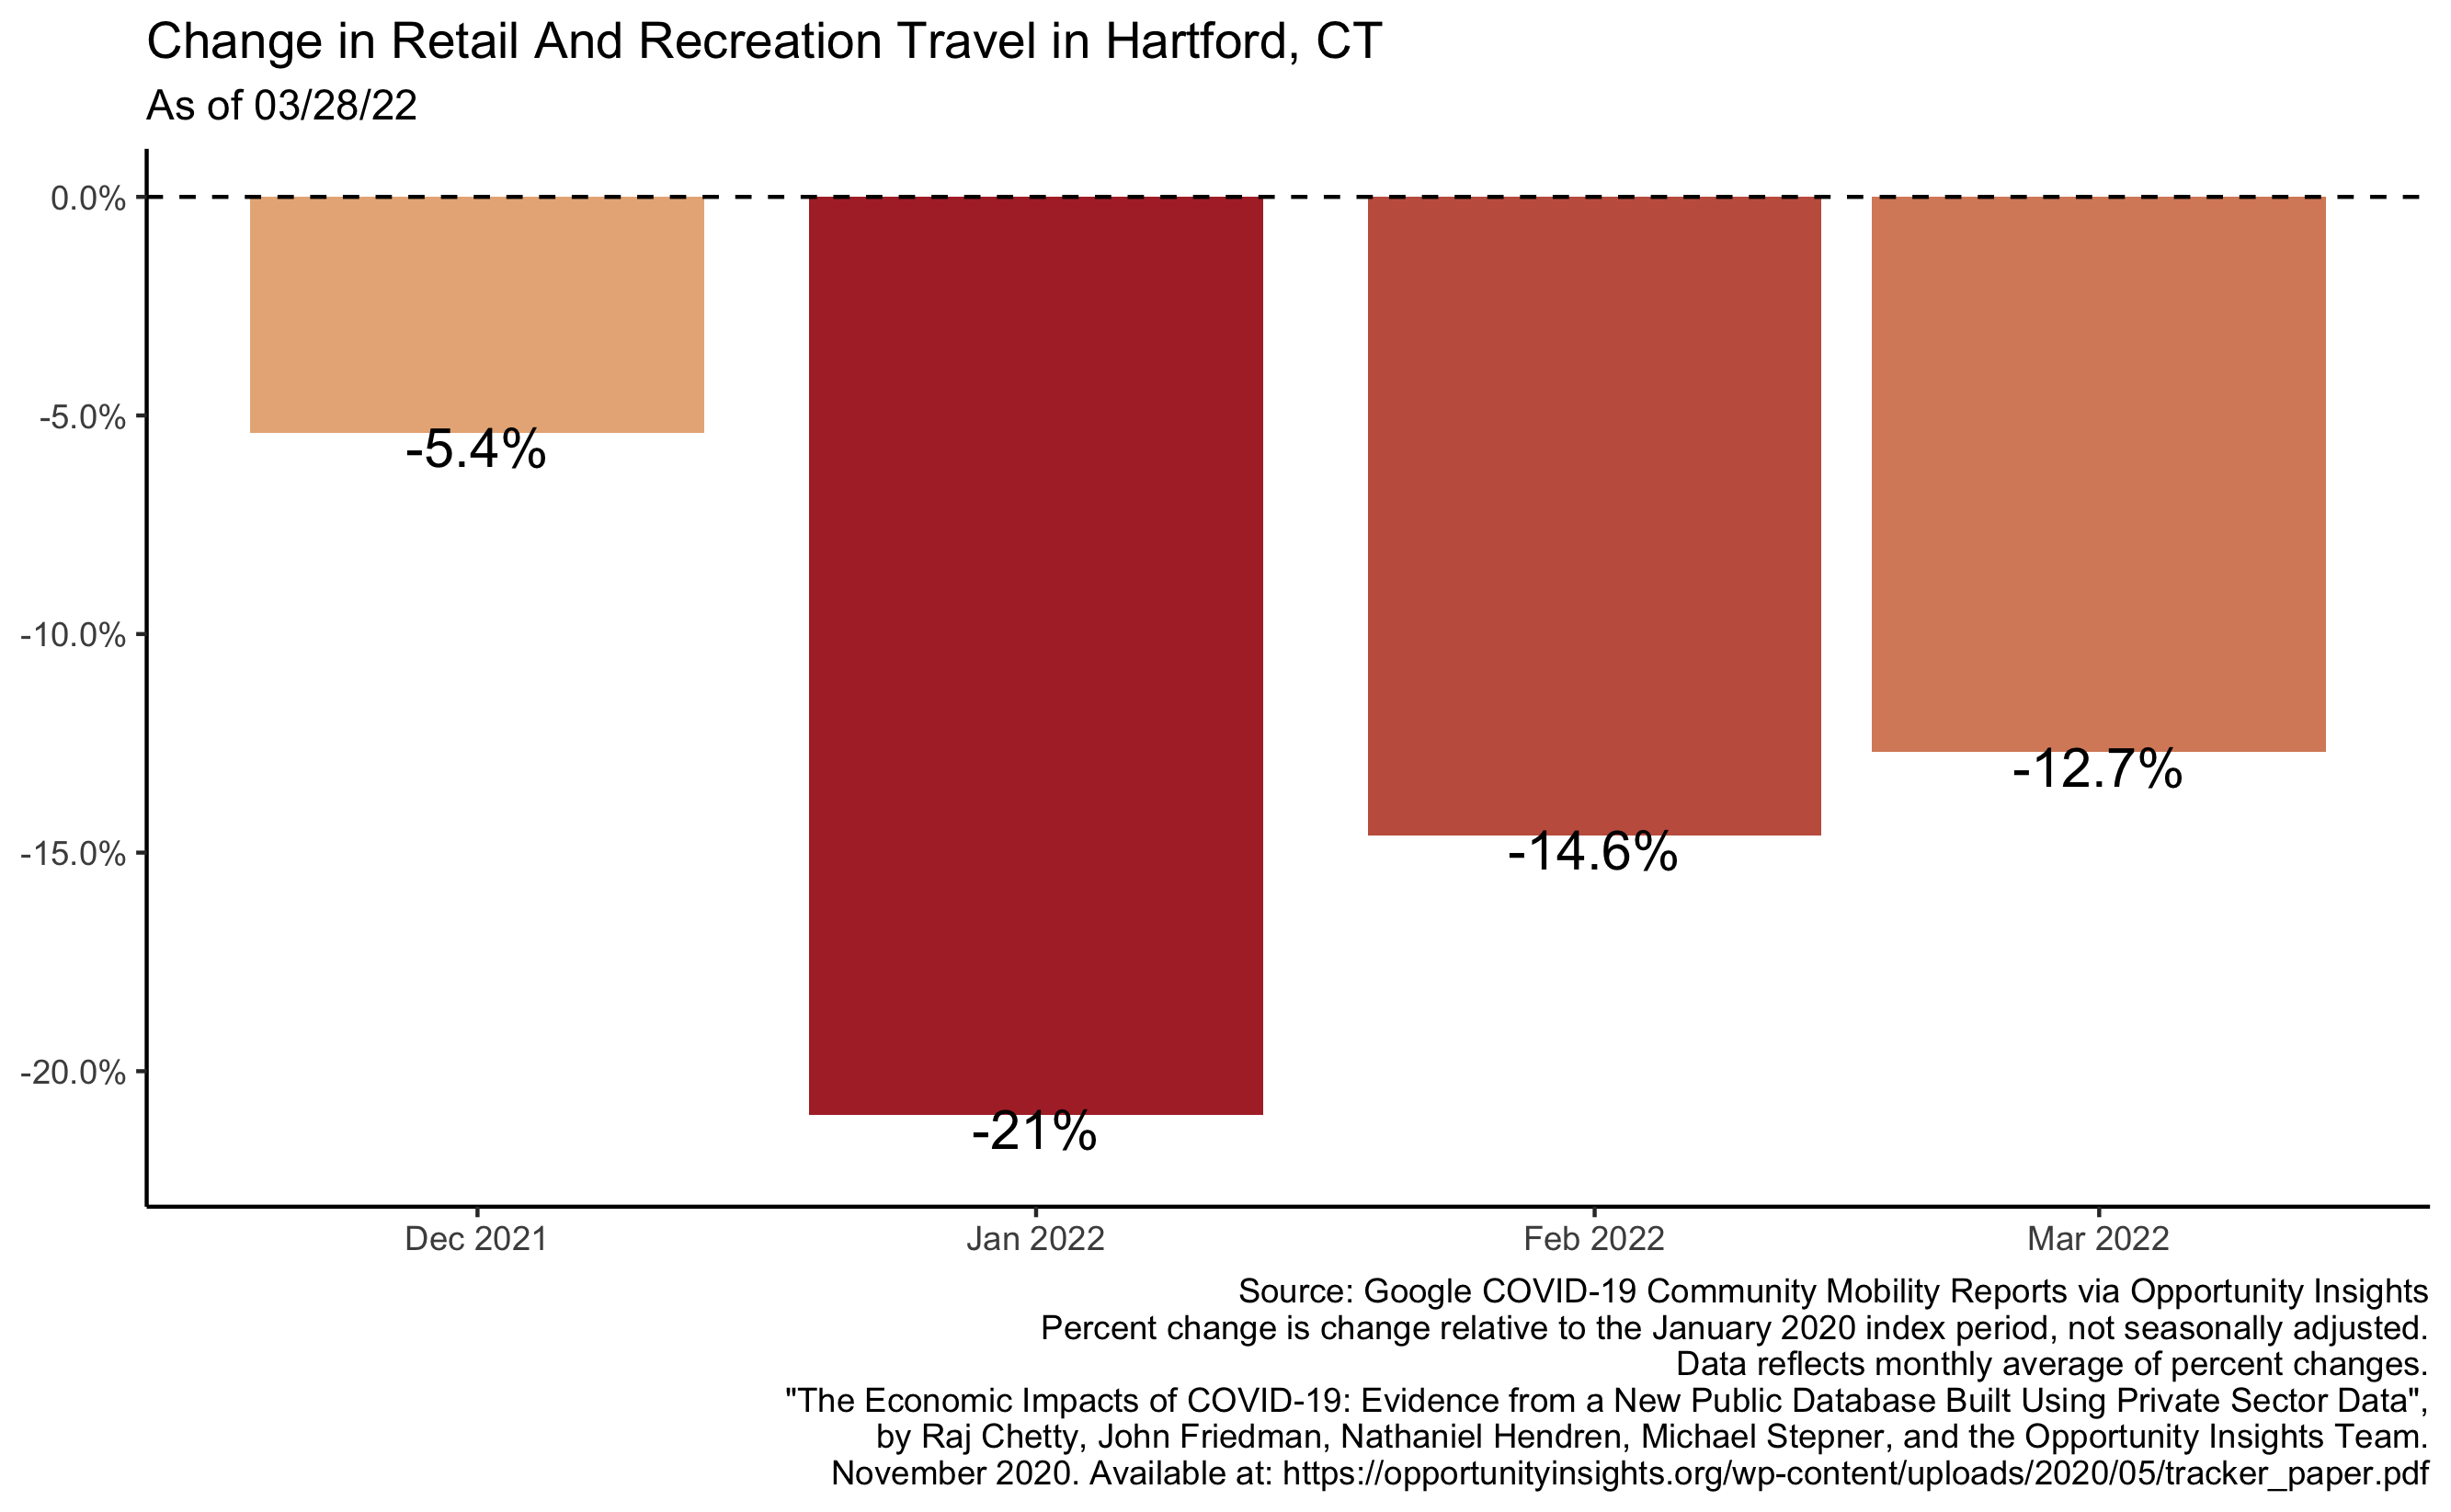 Change in Retail And Recreation Travel in Hartford, CT
As of 03/28/22
0.0%
-5.0%
-10.0%
-15.0%
-20.0%
-5.4%
-21%
-14.6%
-12.7%
Dec 2021
Jan 2022
Feb 2022
Mar 2022
Source: Google COVID-19 Community Mobility Reports via Opportunity Insights
Percent change is change relative to the January 2020 index period, not seasonally adjusted.
Data reflects monthly average of percent changes.
"The Economic Impacts of COVID-19: Evidence from a New Public Database Built Using Private Sector Data",
by Raj Chetty, John Friedman, Nathaniel Hendren, Michael Stepner, and the Opportunity Insights Team.
November 2020. Available at: https://opportunityinsights.org/wp-content/uploads/2020/05/tracker_paper.pdf